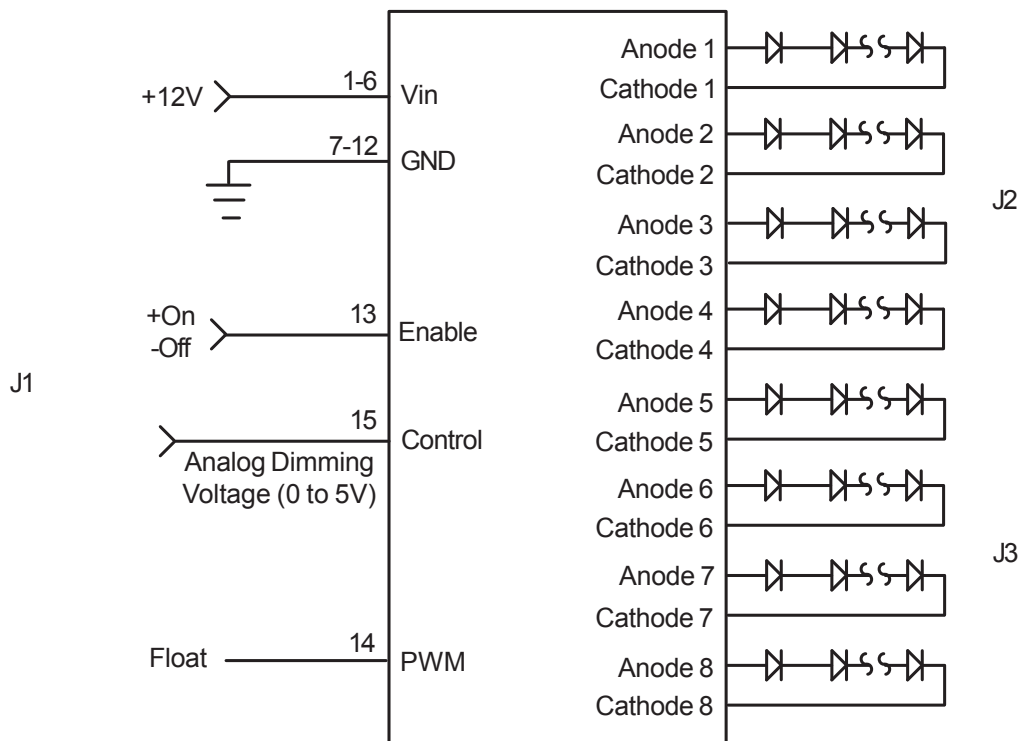 J1
+12V
1-6
Vin
7-12
GND
+On
-Off
13
Enable
15
Control
Analog Dimming
Voltage (0 to 5V)
Float
14
PWM
Anode 1
Cathode 1
Anode 2
Cathode 2
Anode 3
Cathode 3
Anode 4
Cathode 4
Anode 5
Cathode 5
Anode 6
Cathode 6
Anode 7
Cathode 7
Anode 8
Cathode 8
J2
J3